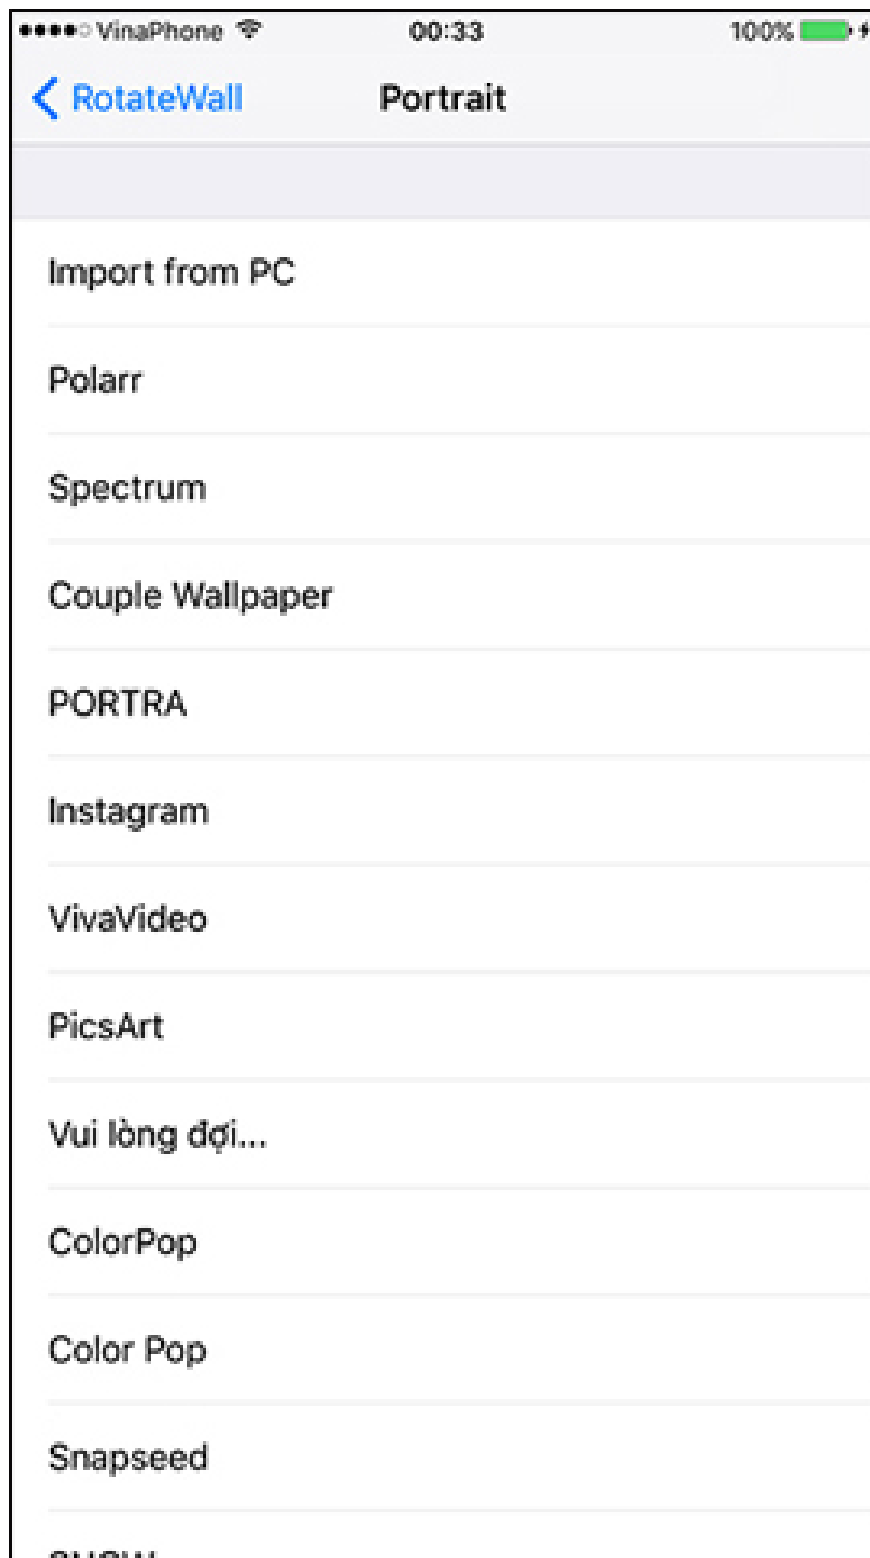 VinaPhone 00:33 100%
RotateWall Portrait
Import from PC
Polarr
Spectrum
Couple Wallpaper
PORTRA
Instagram
VivaVideo
PicsArt
Vui lòng đợi...
ColorPop
Color Pop
Snapseed